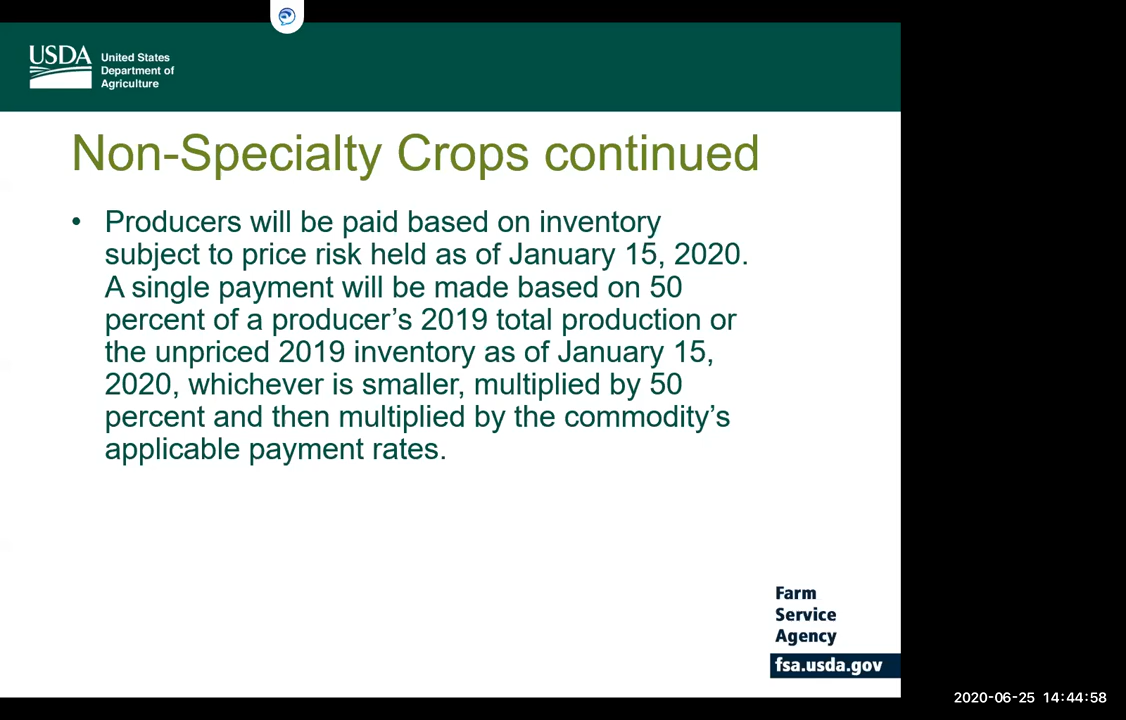 USDA
United States
Department of
Agriculture
Non-Specialty Crops continued
• Producers will be paid based on inventory
subject to price risk held as of January 15, 2020.
A single payment will be made based on 50
percent of a producer’s 2019 total production or
the unpriced 2019 inventory as of January 15,
2020, whichever is smaller, multiplied by 50
percent and then multiplied by the commodity’s
applicable payment rates.
Farm
Service
Agency
fsa.usda.gov
2020-06-25 14:44:58